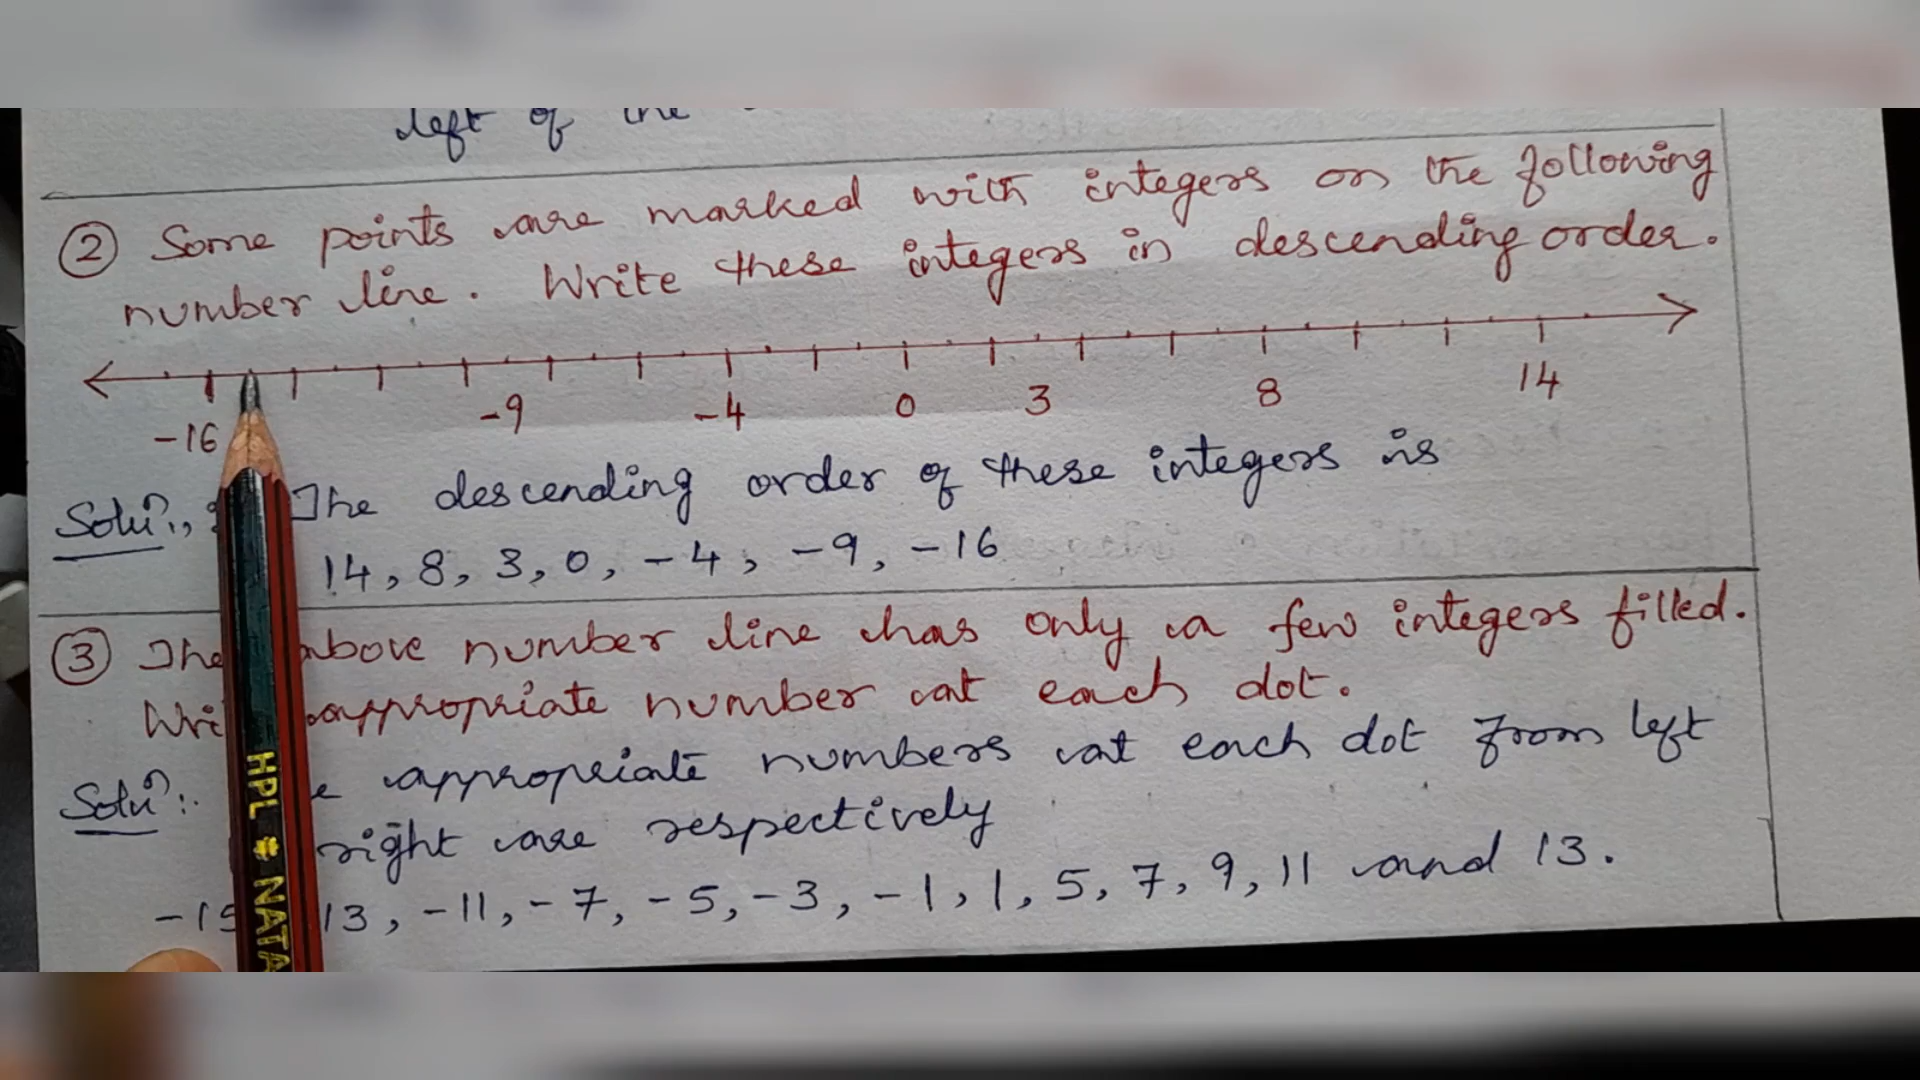 left of the
② Some points are marked with integers on the following
number line. Write these integers in descending order.
-16 -9 -4 0 3 8 14
Solu:, The descending order of these integers is
14, 8, 3, 0, -4, -9, -16
③ The above number line has only a few integers filled.
appropriate number at each dot.
Solu:. appropriate numbers at each dot from left
right are respectively
13, -11, -7, -5, -3, -1, 1, 5, 7, 9, 11 and 13.
HPL NATA